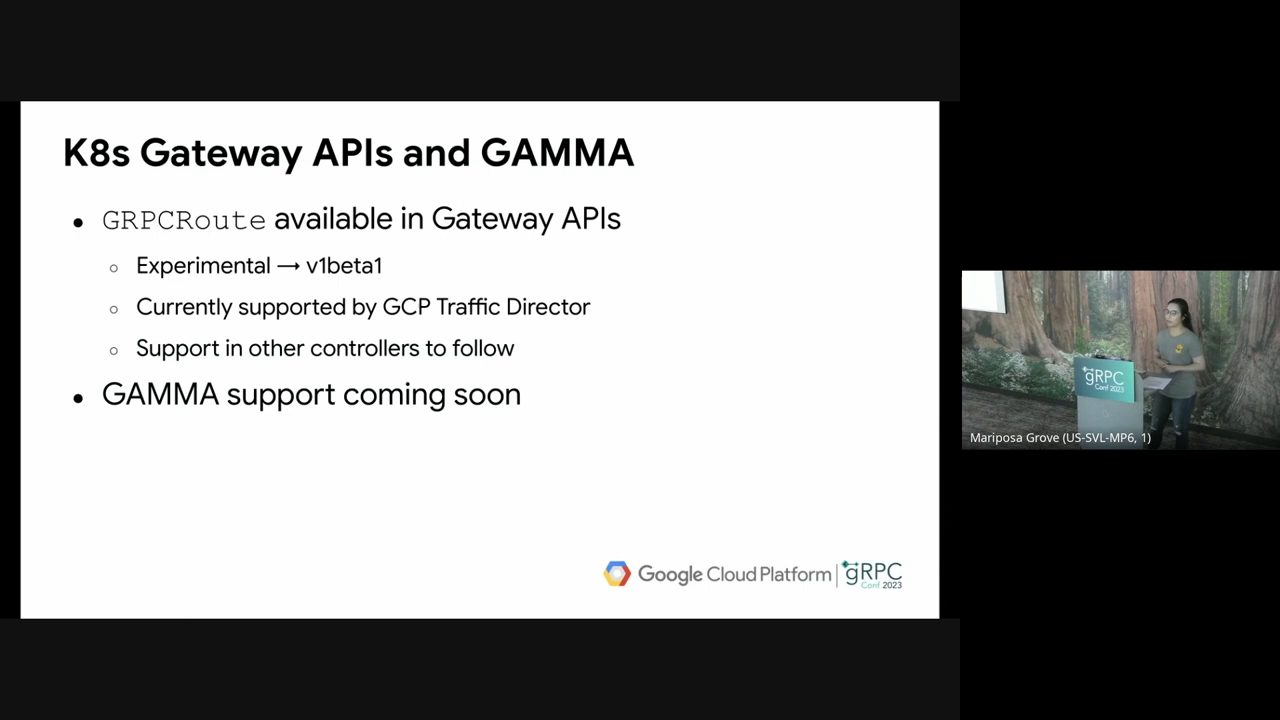 K8s Gateway APIs and GAMMA
● GRPCRoute available in Gateway APIs
○ Experimental → v1beta1
○ Currently supported by GCP Traffic Director
○ Support in other controllers to follow
● GAMMA support coming soon
Google Cloud Platform | gRPC
Conf 2023
gRPC
Conf 2023
Mariposa Grove (US-SVL-MP6, 1)